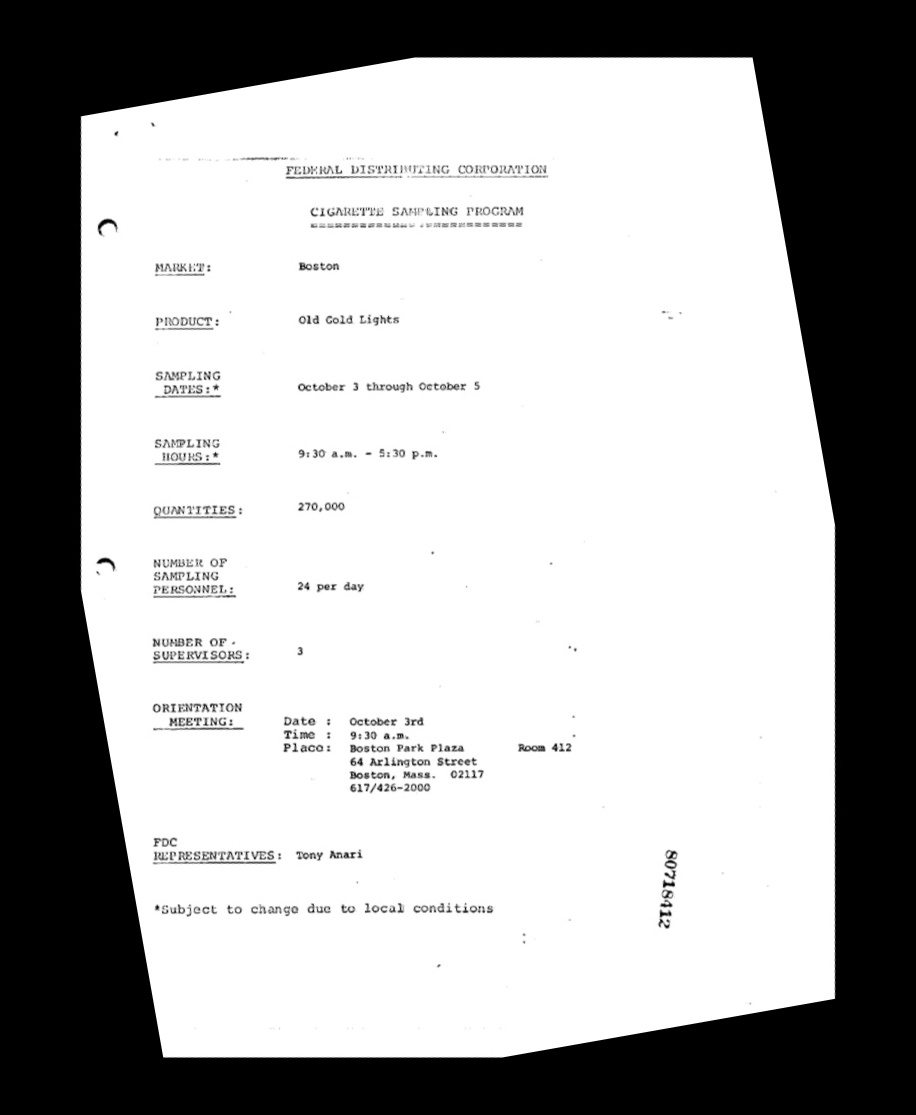 FEDERAL DISTRIBUTING CORPORATION
CIGARETTE SAMPLING PROGRAM
MARKET: Boston
PRODUCT: Old Gold Lights
SAMPLING
DATES:* October 3 through October 5
SAMPLING
HOURS:* 9:30 a.m. - 5:30 p.m.
QUANTITIES: 270,000
NUMBER OF
SAMPLING
PERSONNEL: 24 per day
NUMBER OF
SUPERVISORS: 3
ORIENTATION
MEETING: Date : October 3rd
Time : 9:30 a.m.
Place: Boston Park Plaza Room 412
64 Arlington Street
Boston, Mass. 02117
617/426-2000
FDC
REPRESENTATIVES: Tony Anari
*Subject to change due to local conditions
80718412